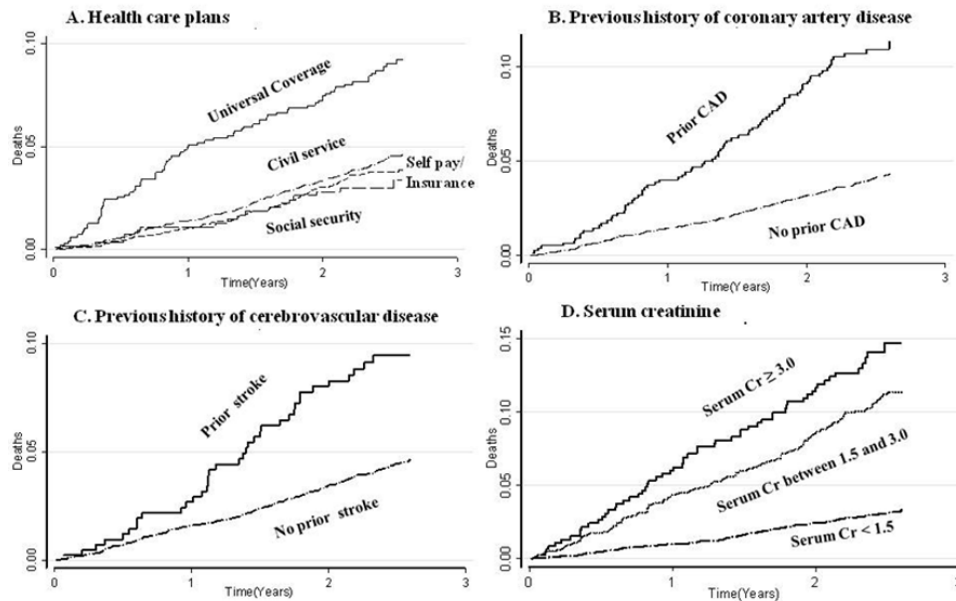 A. Health care plans
0.10
0.05
0.00
Deaths
Universal Coverage
Civil service
Self pay/
Insurance
Social security
0
1
2
3
Time(Years)
B. Previous history of coronary artery disease
0.10
0.05
0.00
Deaths
Prior CAD
No prior CAD
0
1
2
3
Time(Years)
C. Previous history of cerebrovascular disease
0.10
0.05
0.00
Deaths
Prior stroke
No prior stroke
0
1
2
3
Time(Years)
D. Serum creatinine
0.15
0.10
0.05
0.00
Deaths
Serum Cr ≥ 3.0
Serum Cr between 1.5 and 3.0
Serum Cr < 1.5
0
1
2
3
Time(Years)